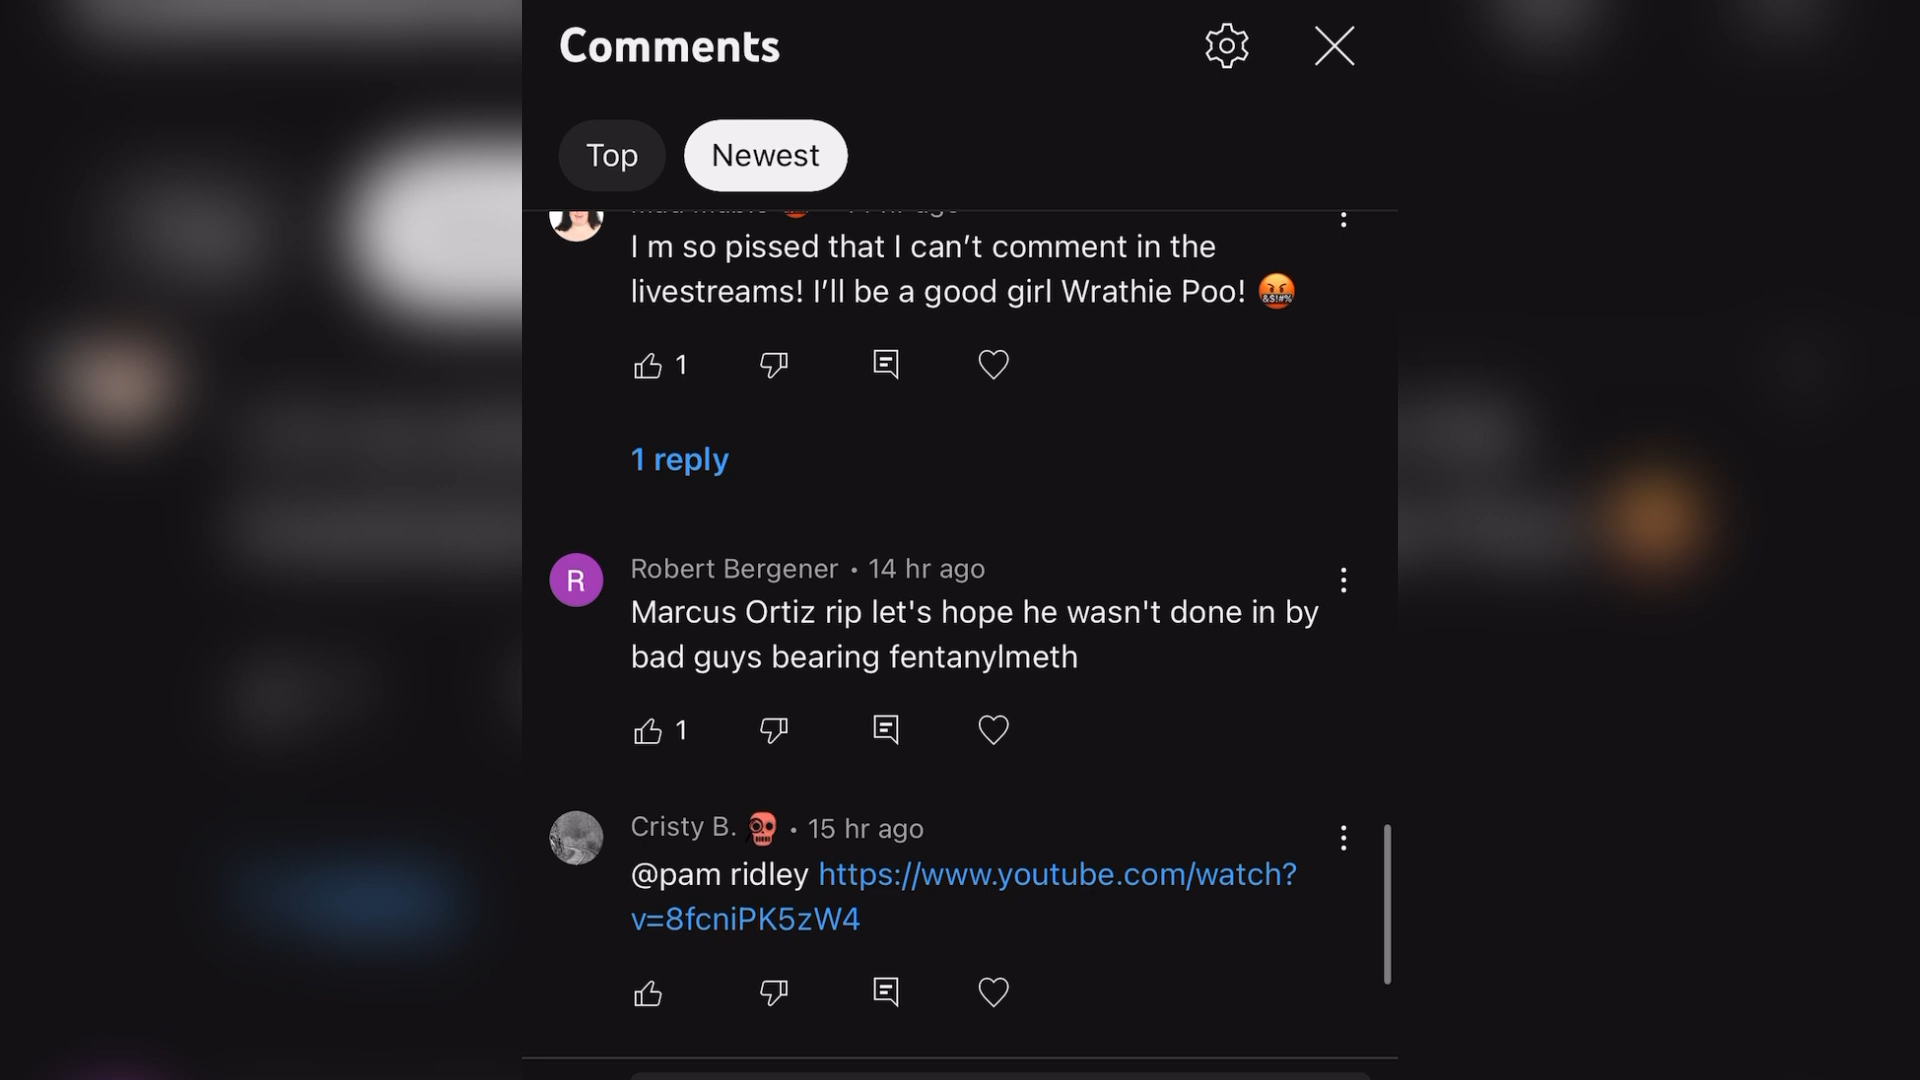 Comments
Top
Newest
I m so pissed that I can’t comment in the
livestreams! I’ll be a good girl Wrathie Poo! 🤬
1
1 reply
R
Robert Bergener • 14 hr ago
Marcus Ortiz rip let's hope he wasn't done in by
bad guys bearing fentanylmeth
1
Cristy B. • 15 hr ago
@pam ridley https://www.youtube.com/watch?
v=8fcniPK5zW4